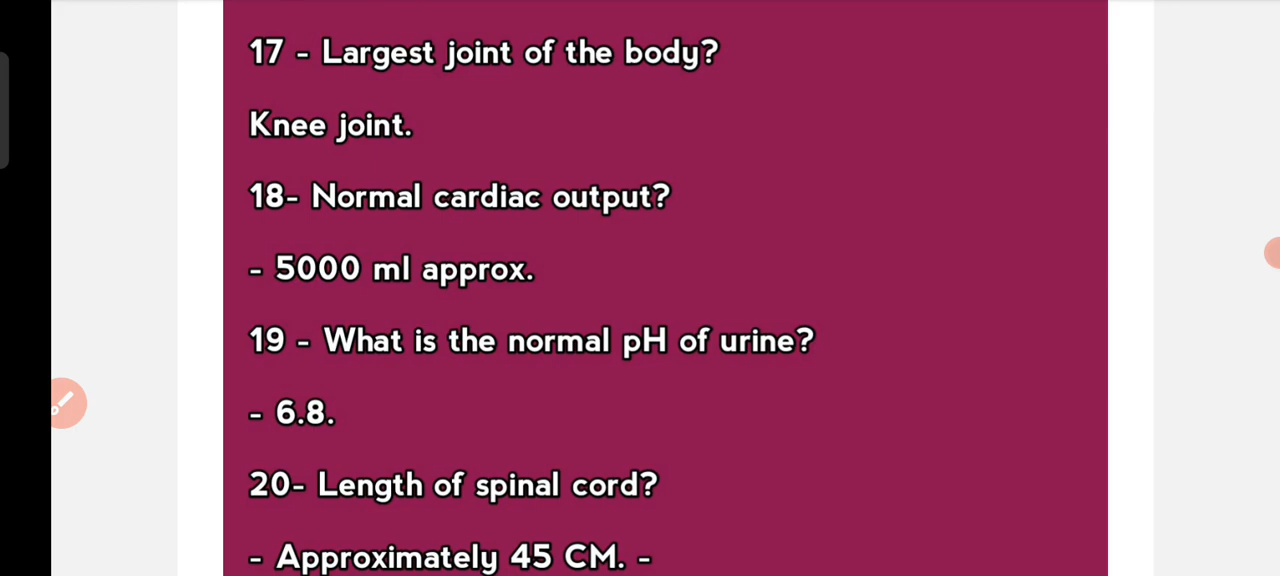 17 - Largest joint of the body?
Knee joint.
18- Normal cardiac output?
- 5000 ml approx.
19 - What is the normal pH of urine?
- 6.8.
20- Length of spinal cord?
- Approximately 45 CM. -